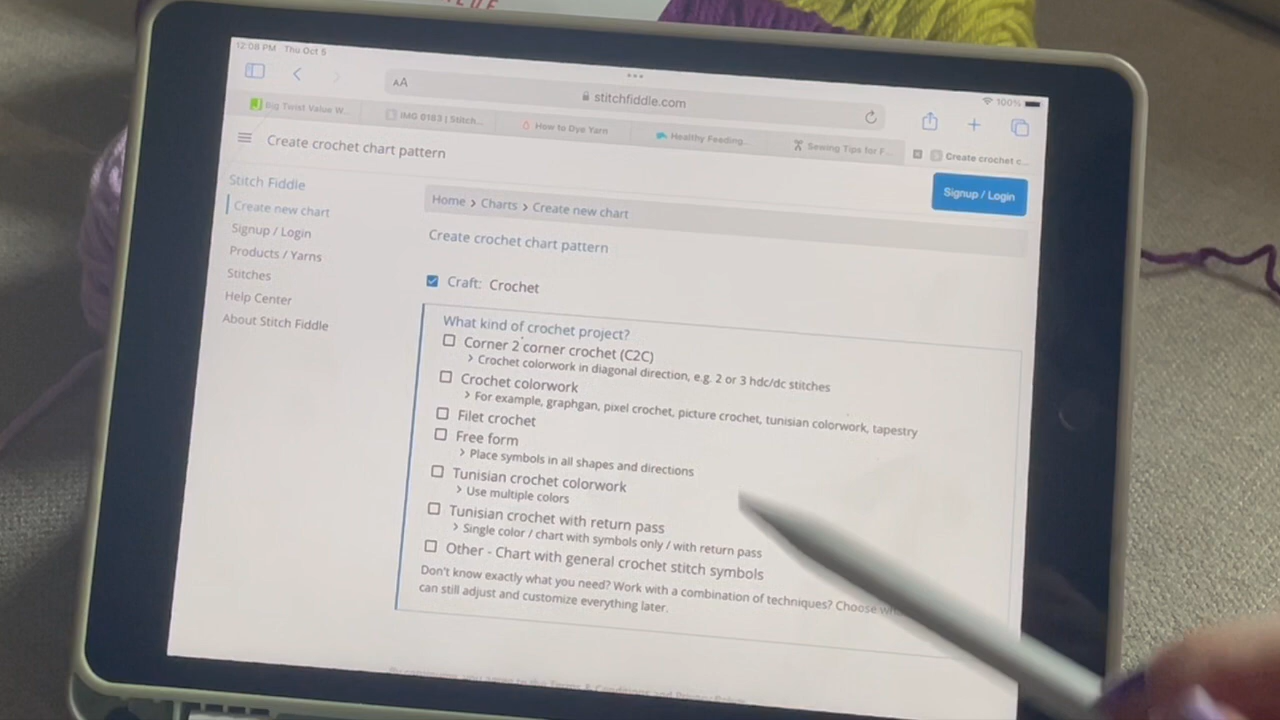 12:08 PM Thu Oct 5
100%
AA
stitchfiddle.com
Big Twist Value W...
IMG 0183 | Stitch...
How to Dye Yarn
Healthy Feeding...
Sewing Tips for F...
Create crochet c...
Create crochet chart pattern
Signup / Login
Stitch Fiddle
Create new chart
Signup / Login
Products / Yarns
Stitches
Help Center
About Stitch Fiddle
Home > Charts > Create new chart
Create crochet chart pattern
Craft: Crochet
What kind of crochet project?
Corner 2 corner crochet (C2C)
> Crochet colorwork in diagonal direction, e.g. 2 or 3 hdc/dc stitches
Crochet colorwork
> For example, graphgan, pixel crochet, picture crochet, tunisian colorwork, tapestry
Filet crochet
Free form
> Place symbols in all shapes and directions
Tunisian crochet colorwork
> Use multiple colors
Tunisian crochet with return pass
> Single color / chart with symbols only / with return pass
Other - Chart with general crochet stitch symbols
Don't know exactly what you need? Work with a combination of techniques? Choose
can still adjust and customize everything later.